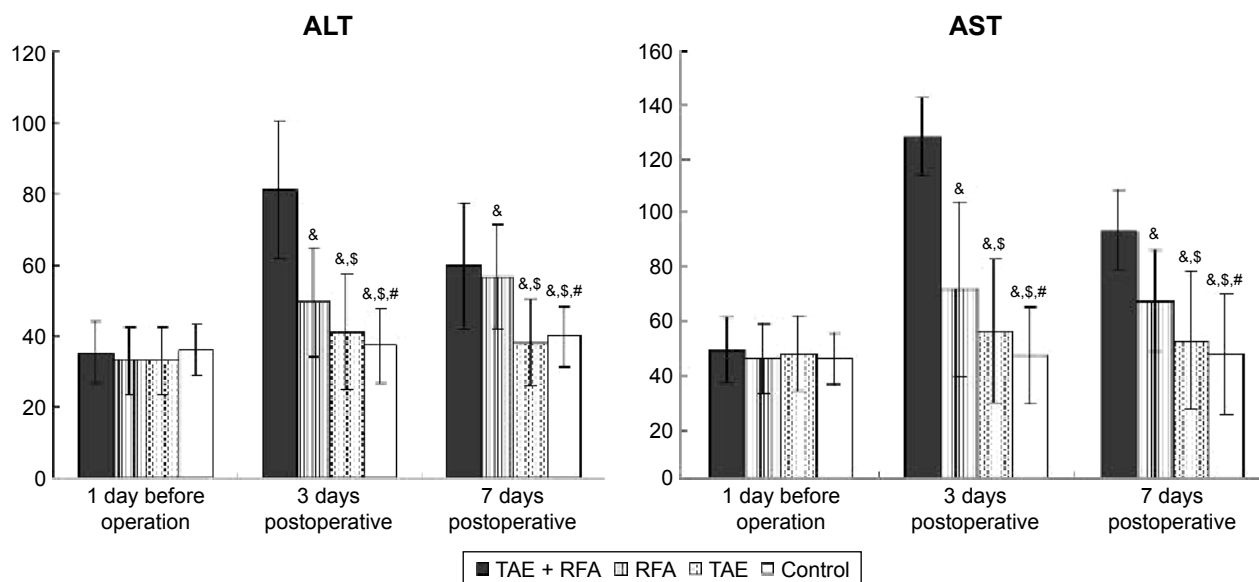 ALT
120
100
80
60
40
20
0
&
&,$
&,$,#
&
&,$
&,$,#
1 day before
operation
3 days
postoperative
7 days
postoperative
AST
160
140
120
100
80
60
40
20
0
&
&,$
&,$,#
&
&,$
&,$,#
1 day before
operation
3 days
postoperative
7 days
postoperative
TAE + RFA RFA TAE Control